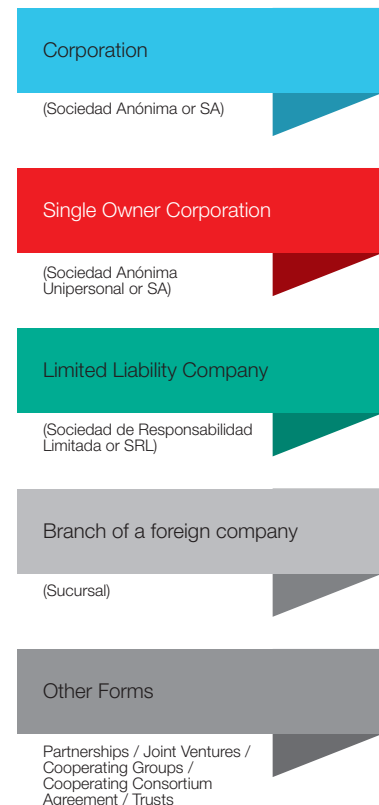 Corporation
(Sociedad Anónima or SA)
Single Owner Corporation
(Sociedad Anónima
Unipersonal or SA)
Limited Liability Company
(Sociedad de Responsabilidad
Limitada or SRL)
Branch of a foreign company
(Sucursal)
Other Forms
Partnerships / Joint Ventures /
Cooperating Groups /
Cooperating Consortium
Agreement / Trusts